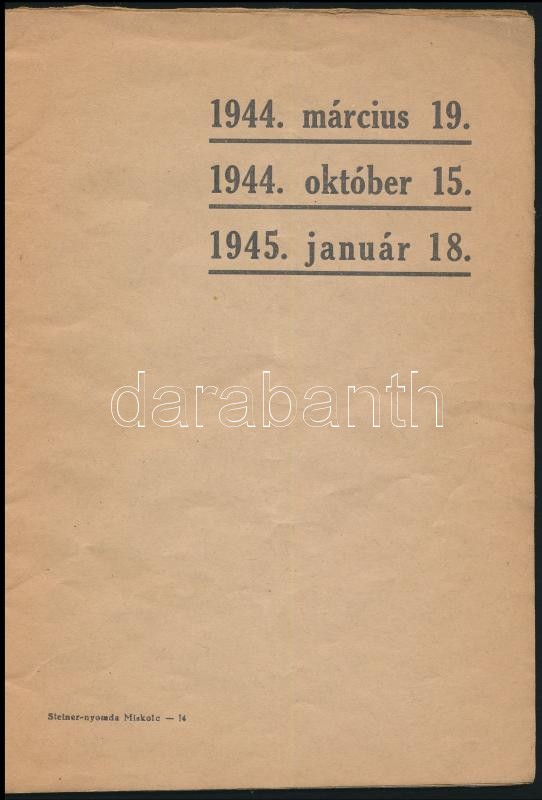 1944. március 19.
1944. október 15.
1945. január 18.
darabanth
Steiner-nyomda Miskolc — 14